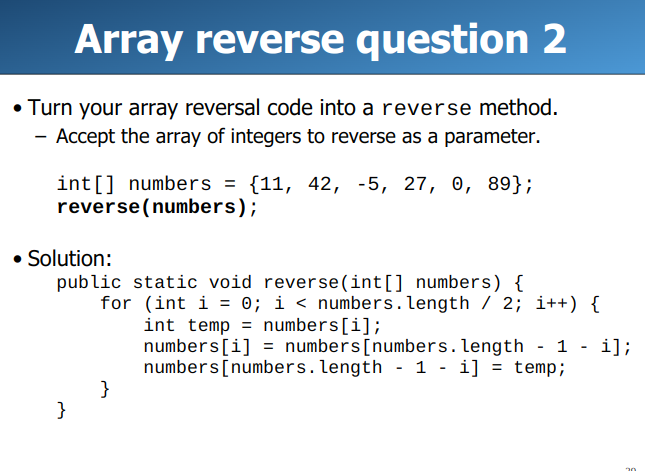 Array reverse question 2
• Turn your array reversal code into a reverse method.
– Accept the array of integers to reverse as a parameter.
int[] numbers = {11, 42, -5, 27, 0, 89};
reverse(numbers);
• Solution:
public static void reverse(int[] numbers) {
for (int i = 0; i < numbers.length / 2; i++) {
int temp = numbers[i];
numbers[i] = numbers[numbers.length - 1 - i];
numbers[numbers.length - 1 - i] = temp;
}
}